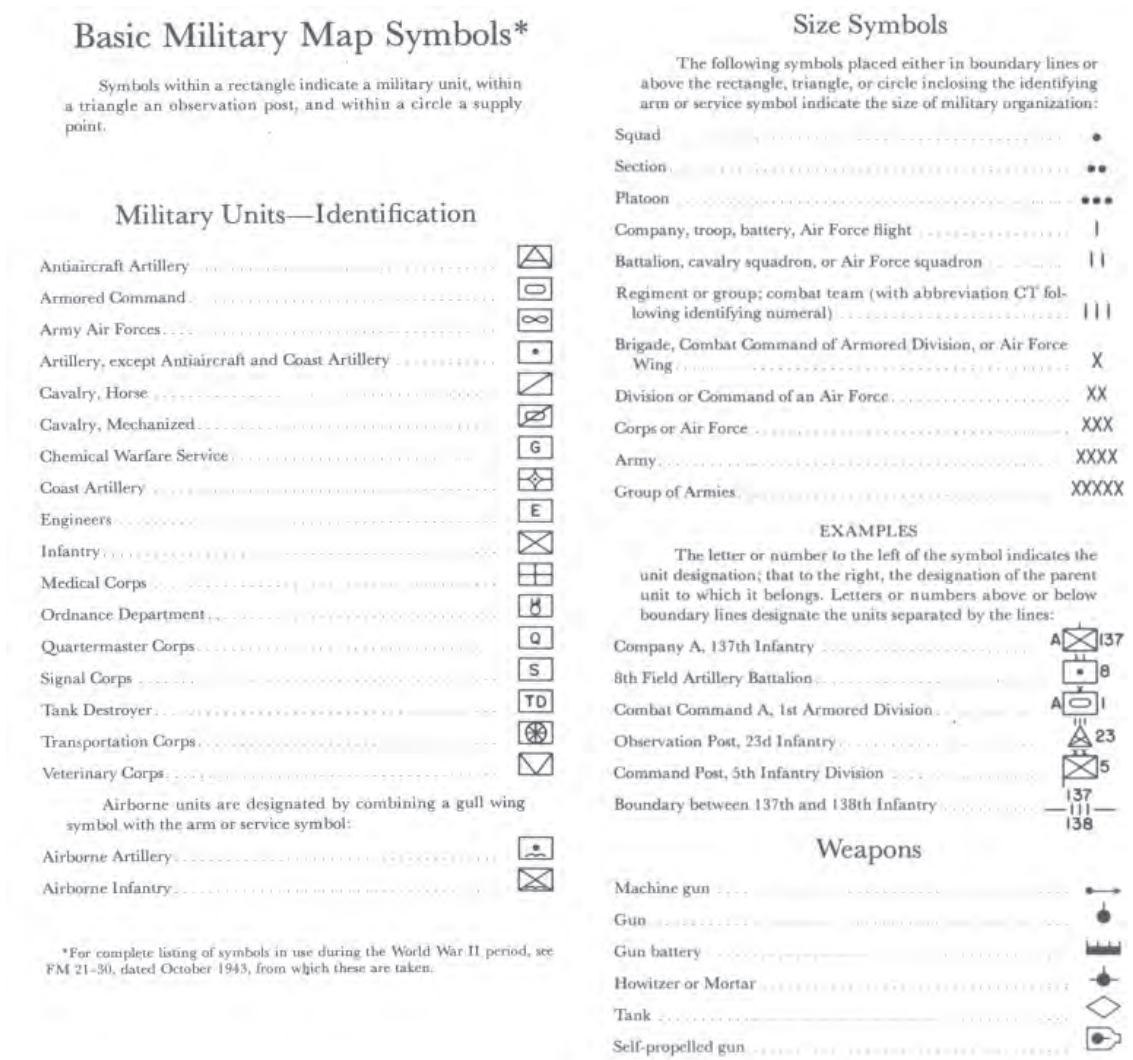 Basic Military Map Symbols*
Symbols within a rectangle indicate a military unit, within
a triangle an observation post, and within a circle a supply
point.
Military Units—Identification
Antiaircraft Artillery
Armored Command
Army Air Forces
Artillery, except Antiaircraft and Coast Artillery
Cavalry, Horse
Cavalry, Mechanized
Chemical Warfare Service G
Coast Artillery
Engineers E
Infantry
Medical Corps
Ordnance Department
Quartermaster Corps Q
Signal Corps S
Tank Destroyer TD
Transportation Corps
Veterinary Corps
Airborne units are designated by combining a gull wing
symbol with the arm or service symbol:
Airborne Artillery
Airborne Infantry
*For complete listing of symbols in use during the World War II period, see
FM 21-30, dated October 1943, from which these are taken.
Size Symbols
The following symbols placed either in boundary lines or
above the rectangle, triangle, or circle inclosing the identifying
arm or service symbol indicate the size of military organization:
Squad •
Section ••
Platoon •••
Company, troop, battery, Air Force flight I
Battalion, cavalry squadron, or Air Force squadron I I
Regiment or group; combat team (with abbreviation CT fol-
lowing identifying numeral) I I I
Brigade, Combat Command of Armored Division, or Air Force
Wing X
Division or Command of an Air Force XX
Corps or Air Force XXX
Army XXXX
Group of Armies XXXXX
EXAMPLES
The letter or number to the left of the symbol indicates the
unit designation; that to the right, the designation of the parent
unit to which it belongs. Letters or numbers above or below
boundary lines designate the units separated by the lines:
Company A, 137th Infantry A 137
8th Field Artillery Battalion 8
Combat Command A, 1st Armored Division A 1
Observation Post, 23d Infantry 23
Command Post, 5th Infantry Division 5
137
Boundary between 137th and 138th Infantry III
138
Weapons
Machine gun
Gun
Gun battery
Howitzer or Mortar
Tank
Self-propelled gun